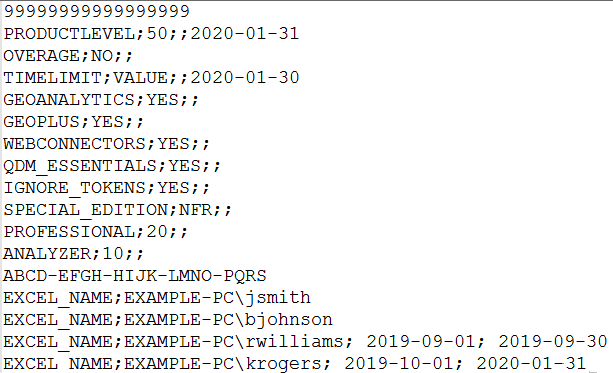 99999999999999999
PRODUCTLEVEL;50;;2020-01-31
OVERAGE;NO;;
TIMELIMIT;VALUE;;2020-01-30
GEOANALYTICS;YES;;
GEOPLUS;YES;;
WEBCONNECTORS;YES;;
QDM_ESSENTIALS;YES;;
IGNORE_TOKENS;YES;;
SPECIAL_EDITION;NFR;;
PROFESSIONAL;20;;
ANALYZER;10;;
ABCD-EFGH-HIJK-LMNO-PQRS
EXCEL_NAME;EXAMPLE-PC\jsmith
EXCEL_NAME;EXAMPLE-PC\bjohnson
EXCEL_NAME;EXAMPLE-PC\rwilliams; 2019-09-01; 2019-09-30
EXCEL_NAME;EXAMPLE-PC\krogers; 2019-10-01; 2020-01-31_